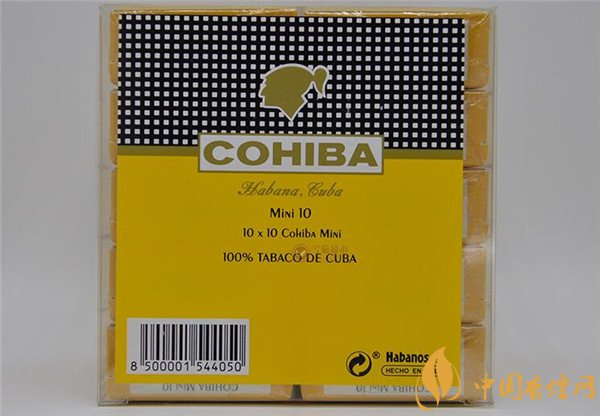 COHIBA
Habana, Cuba
Mini 10
10 x 10 Cohiba Mini
100% TABACO DE CUBA
8 500001 544050
Habanos
HECHO EN
COHIBA Mini 10
COHIBA Mini 10
中国香烟网